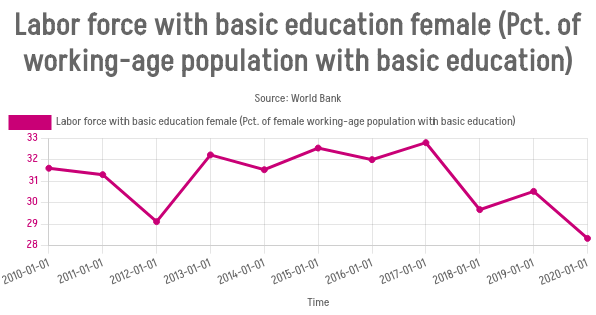 Labor force with basic education female (Pct. of
working-age population with basic education)
Source: World Bank
Labor force with basic education female (Pct. of female working-age population with basic education)
33
32
31
30
29
28
2010-01-01 2011-01-01 2012-01-01 2013-01-01 2014-01-01 2015-01-01 2016-01-01 2017-01-01 2018-01-01 2019-01-01 2020-01-01
Time